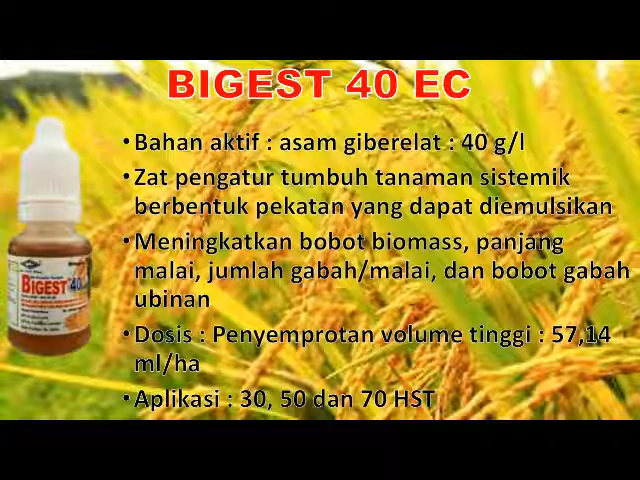 BIGEST 40 EC
• Bahan aktif : asam giberelat : 40 g/l
• Zat pengatur tumbuh tanaman sistemik
berbentuk pekatan yang dapat diemulsikan
• Meningkatkan bobot biomass, panjang
malai, jumlah gabah/malai, dan bobot gabah
ubinan
• Dosis : Penyemprotan volume tinggi : 57,14
ml/ha
• Aplikasi : 30, 50 dan 70 HST
BIGEST 40